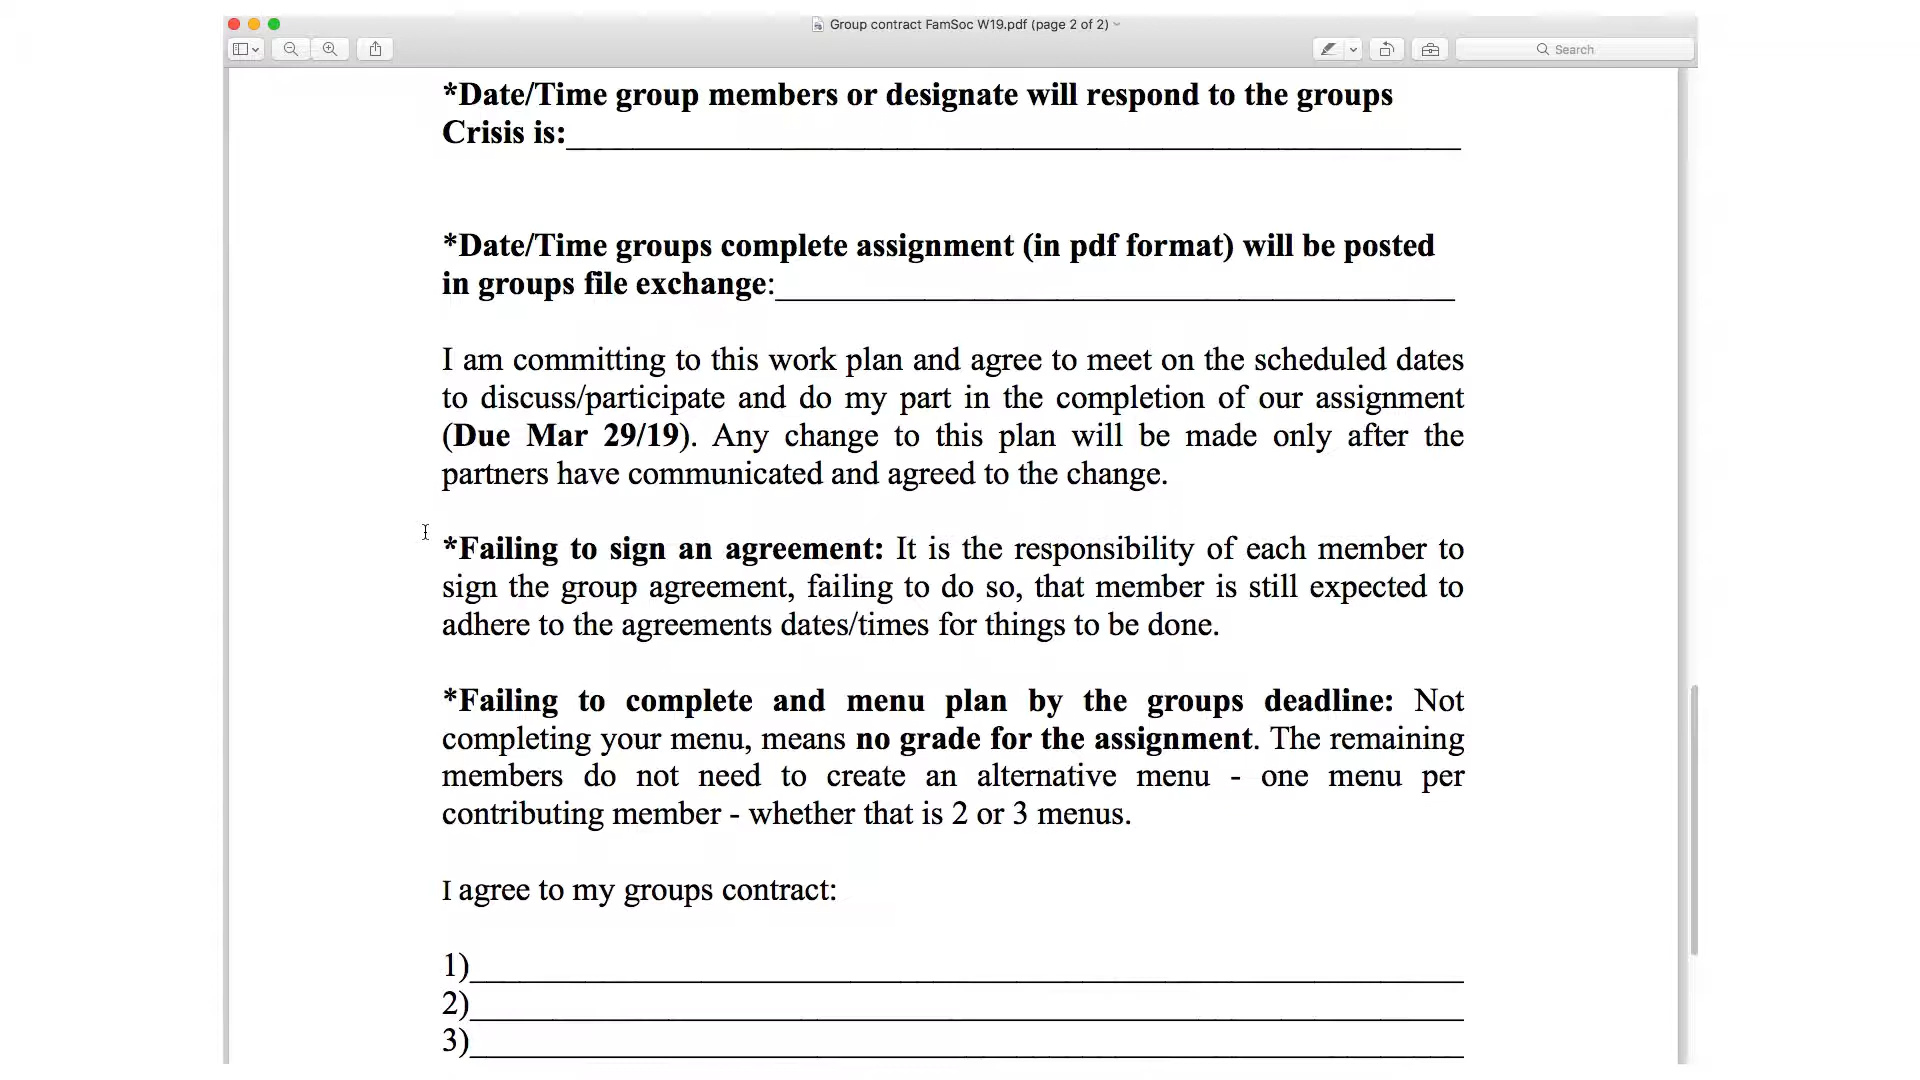 Group contract FamSoc W19.pdf (page 2 of 2)
Search
*Date/Time group members or designate will respond to the groups
Crisis is:
*Date/Time groups complete assignment (in pdf format) will be posted
in groups file exchange:
I am committing to this work plan and agree to meet on the scheduled dates
to discuss/participate and do my part in the completion of our assignment
(Due Mar 29/19). Any change to this plan will be made only after the
partners have communicated and agreed to the change.
*Failing to sign an agreement: It is the responsibility of each member to
sign the group agreement, failing to do so, that member is still expected to
adhere to the agreements dates/times for things to be done.
*Failing to complete and menu plan by the groups deadline: Not
completing your menu, means no grade for the assignment. The remaining
members do not need to create an alternative menu - one menu per
contributing member - whether that is 2 or 3 menus.
I agree to my groups contract:
1)
2)
3)